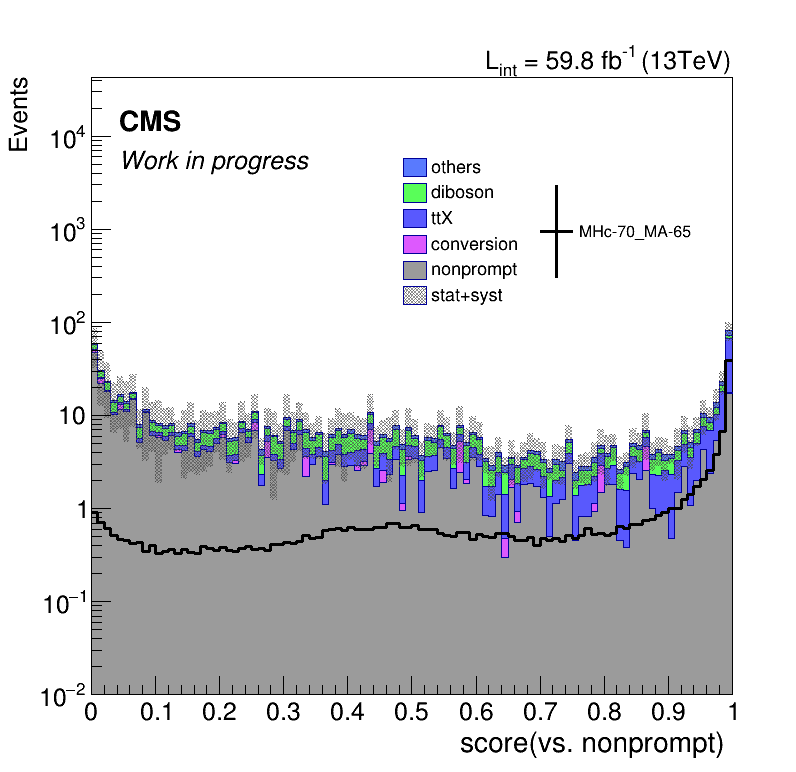 L_int = 59.8 fb^-1 (13TeV)
Events
CMS
Work in progress
others
diboson
ttX
conversion
nonprompt
stat+syst
MHc-70_MA-65
10^4
10^3
10^2
10
1
10^−1
10^−2
0 0.1 0.2 0.3 0.4 0.5 0.6 0.7 0.8 0.9 1
score(vs. nonprompt)